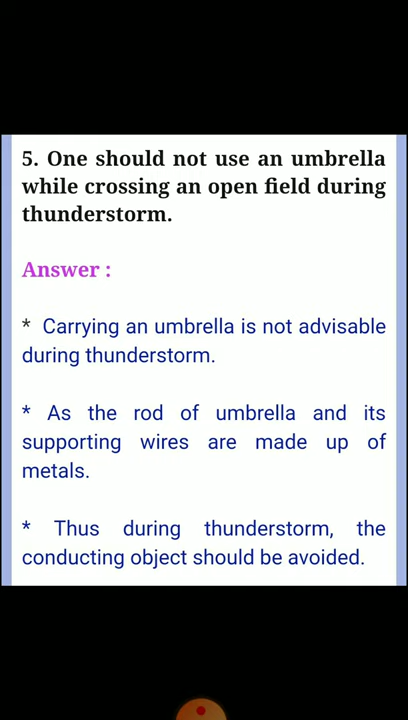 5. One should not use an umbrella
while crossing an open field during
thunderstorm.
Answer :
* Carrying an umbrella is not advisable
during thunderstorm.
* As the rod of umbrella and its
supporting wires are made up of
metals.
* Thus during thunderstorm, the
conducting object should be avoided.